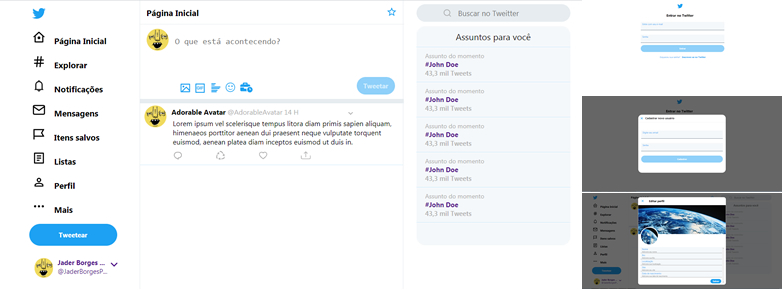 Página Inicial
Explorar
Notificações
Mensagens
Itens salvos
Listas
Perfil
Mais
Tweetear
Jader Borges ...
@JaderBorgesP...
Página Inicial
O que está acontecendo?
Tweetar
Adorable Avatar @AdorableAvatar 14 H
Lorem ipsum vel scelerisque tempus litora diam primis sapien aliquam,
himenaeos porttitor aenean dui praesent neque vulputate torquent
euismod, aenean platea diam inceptos euismod ut duis in.
Buscar no Tweitter
Assuntos para você
Assunto do momento
#John Doe
43,3 mil Tweets
Assunto do momento
#John Doe
43,3 mil Tweets
Assunto do momento
#John Doe
43,3 mil Tweets
Assunto do momento
#John Doe
43,3 mil Tweets
Assunto do momento
#John Doe
43,3 mil Tweets
Entrar no Twitter
Entrar no Twitter
Editar perfil